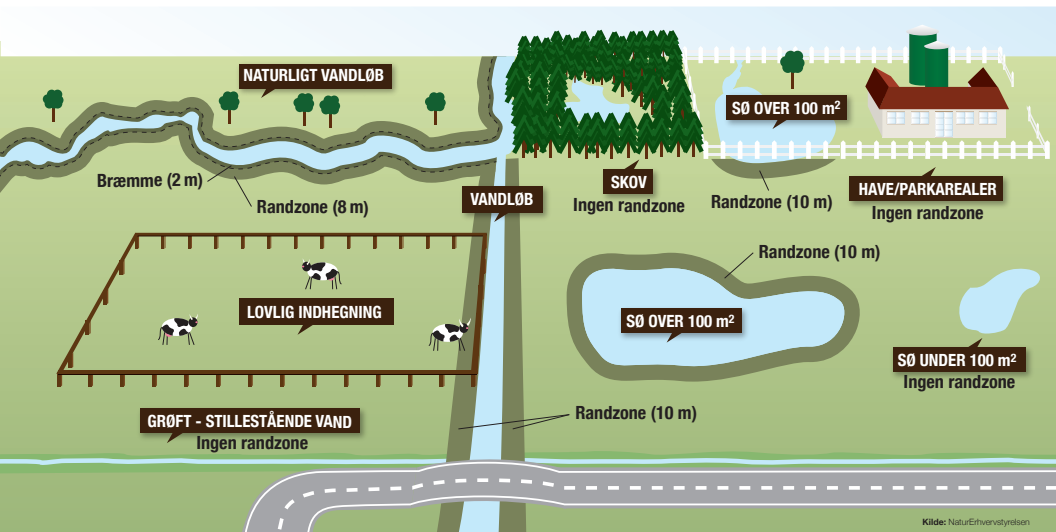 NATURLIGT VANDLØB
SØ OVER 100 m²
Bræmme (2 m)
Randzone (8 m)
VANDLØB
SKOV
Ingen randzone
Randzone (10 m)
HAVE/PARKAREALER
Ingen randzone
Randzone (10 m)
LOVLIG INDHEGNING
SØ OVER 100 m²
SØ UNDER 100 m²
Ingen randzone
GRØFT - STILLESTÅENDE VAND
Ingen randzone
Randzone (10 m)
Kilde: NaturErhvervstyrelsen